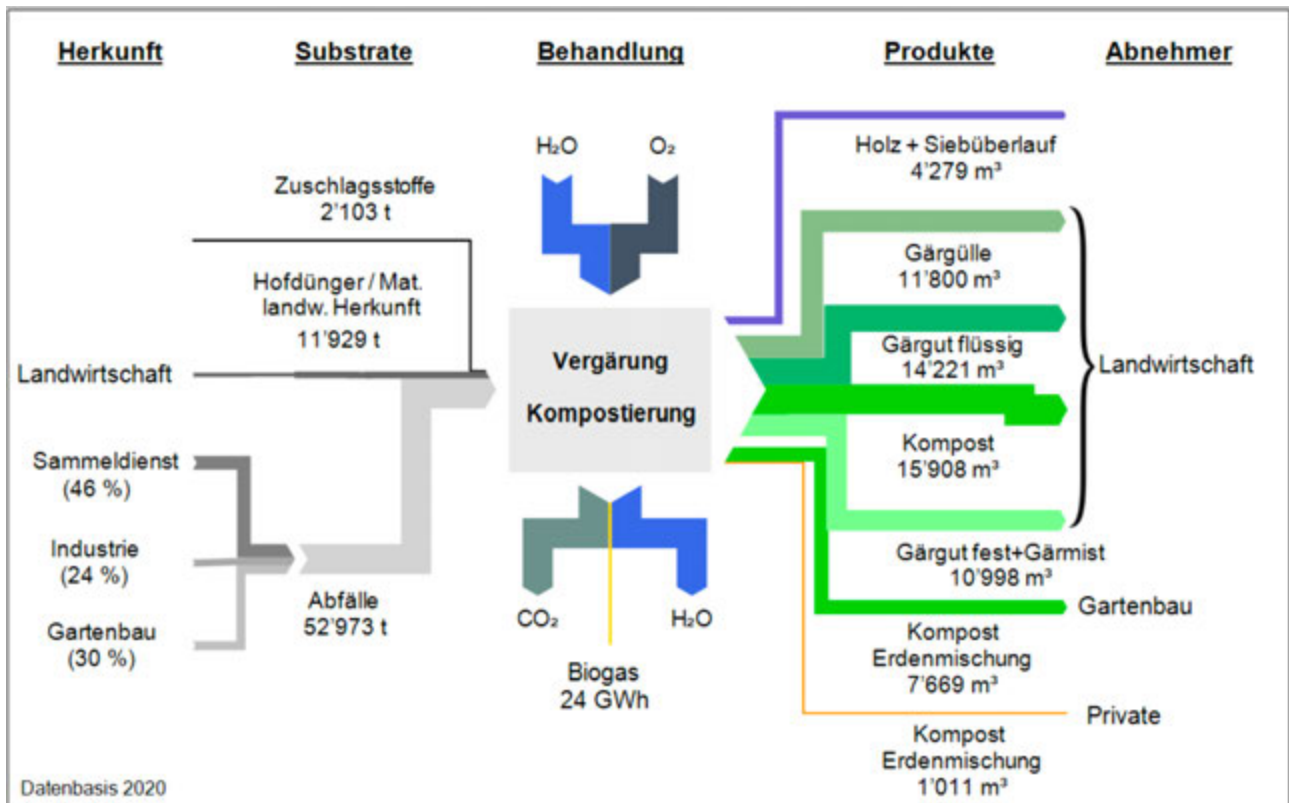 Herkunft
Substrate
Behandlung
Produkte
Abnehmer
Zuschlagsstoffe
2'103 t
Hofdünger / Mat.
landw. Herkunft
11'929 t
Landwirtschaft
Sammeldienst
(46 %)
Industrie
(24 %)
Gartenbau
(30 %)
Abfälle
52'973 t
H₂O
O₂
Vergärung
Kompostierung
CO₂
H₂O
Biogas
24 GWh
Holz + Siebüberlauf
4'279 m³
Gärgülle
11'800 m³
Gärgut flüssig
14'221 m³
Kompost
15'908 m³
Gärgut fest+Gärmist
10'998 m³
Landwirtschaft
Gartenbau
Kompost
Erdenmischung
7'669 m³
Private
Kompost
Erdenmischung
1'011 m³
Datenbasis 2020